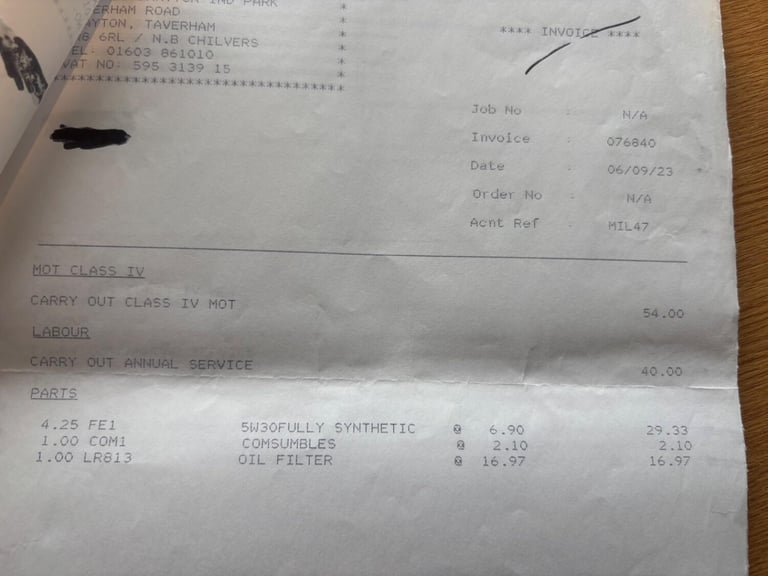 IND PARK *
ERHAM ROAD *
YTON, TAVERHAM *
6RL / N.B CHILVERS *
EL. 01603 861010 *
VAT NO: 595 3139 15 *
********************************
**** INVOICE ****
Job No : N/A
Invoice : 076840
Date : 06/09/23
Order No : N/A
Acnt Ref : MIL47
MOT CLASS IV
CARRY OUT CLASS IV MOT 54.00
LABOUR
CARRY OUT ANNUAL SERVICE 40.00
PARTS
4.25 FE1 5W30FULLY SYNTHETIC @ 6.90 29.33
1.00 COM1 COMSUMBLES @ 2.10 2.10
1.00 LR813 OIL FILTER @ 16.97 16.97